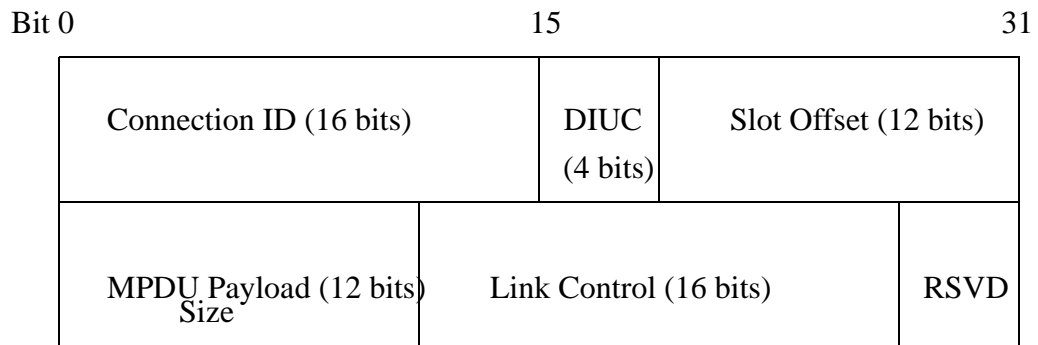 Bit 0 15 31
Connection ID (16 bits) DIUC Slot Offset (12 bits)
(4 bits)
MPDU Payload (12 bits) Link Control (16 bits) RSVD
Size